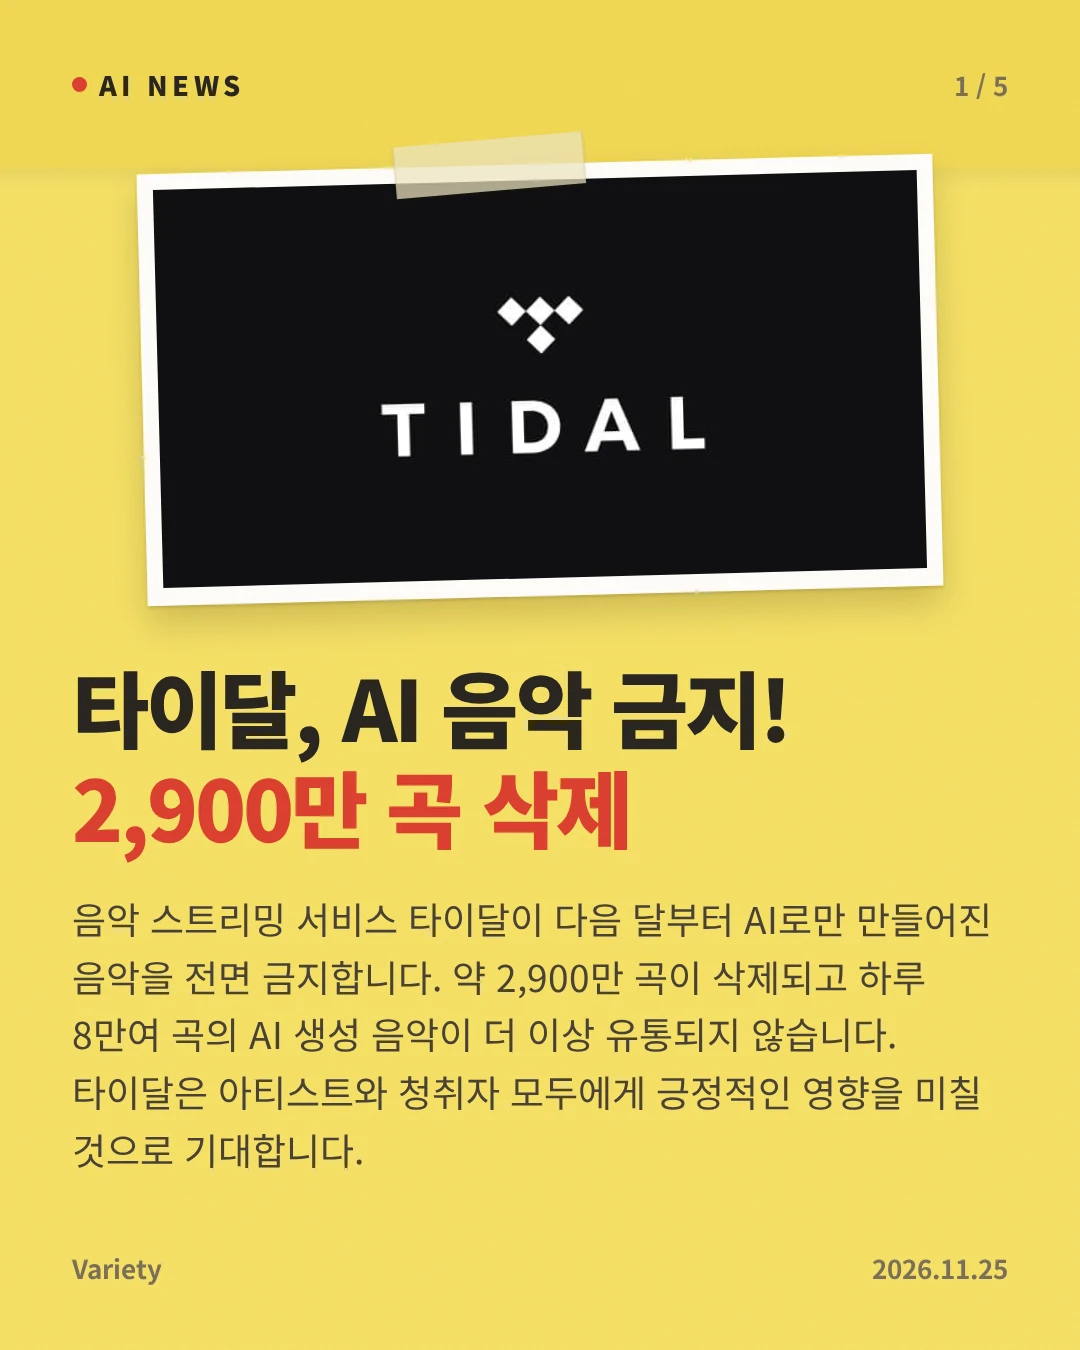 AI NEWS
1 / 5
TIDAL
타이달, AI 음악 금지!
2,900만 곡 삭제
음악 스트리밍 서비스 타이달이 다음 달부터 AI로만 만들어진
음악을 전면 금지합니다. 약 2,900만 곡이 삭제되고 하루
8만여 곡의 AI 생성 음악이 더 이상 유통되지 않습니다.
타이달은 아티스트와 청취자 모두에게 긍정적인 영향을 미칠
것으로 기대합니다.
Variety
2026.11.25